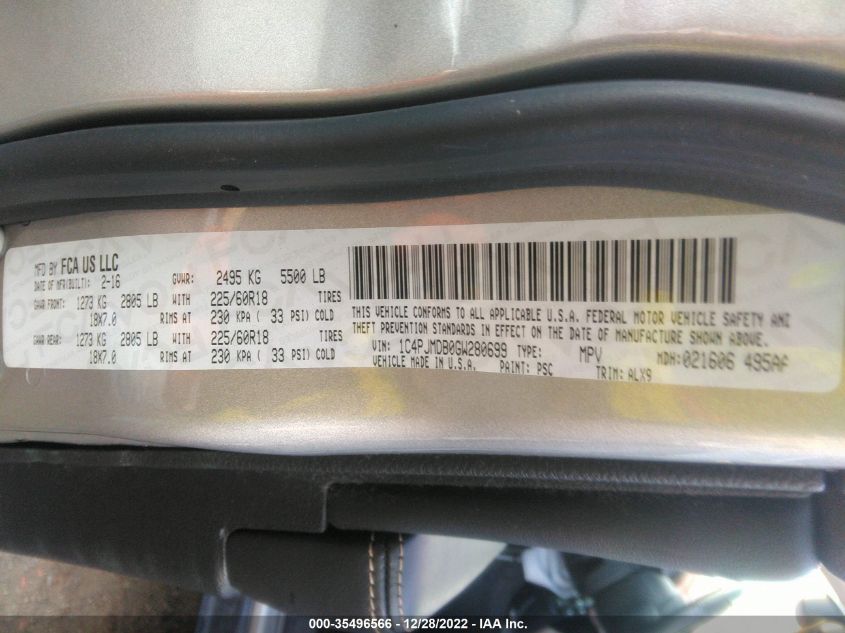 MFD BY FCA US LLC
DATE OF MFR(BUILT): 2-16 GVWR: 2495 KG 5500 LB
GAWR FRONT: 1273 KG 2805 LB WITH 225/60R18 TIRES
18X7.0 RIMS AT 230 KPA ( 33 PSI) COLD
GAWR REAR: 1273 KG 2805 LB WITH 225/60R18 TIRES
18X7.0 RIMS AT 230 KPA ( 33 PSI) COLD
THIS VEHICLE CONFORMS TO ALL APPLICABLE U.S.A. FEDERAL MOTOR VEHICLE SAFETY AND
THEFT PREVENTION STANDARDS IN EFFECT ON THE DATE OF MANUFACTURE SHOWN ABOVE.
VIN: 1C4PJMDB0GW280699 TYPE: MPV MDH: 021606 495AF
VEHICLE MADE IN U.S.A. PAINT: PSC TRIM: ALX9
000-35496566 - 12/28/2022 - IAA Inc.